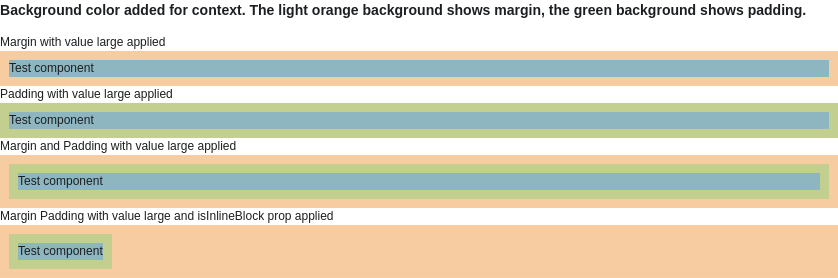 Background color added for context. The light orange background shows margin, the green background shows padding.
Margin with value large applied
Test component
Padding with value large applied
Test component
Margin and Padding with value large applied
Test component
Margin Padding with value large and isInlineBlock prop applied
Test component